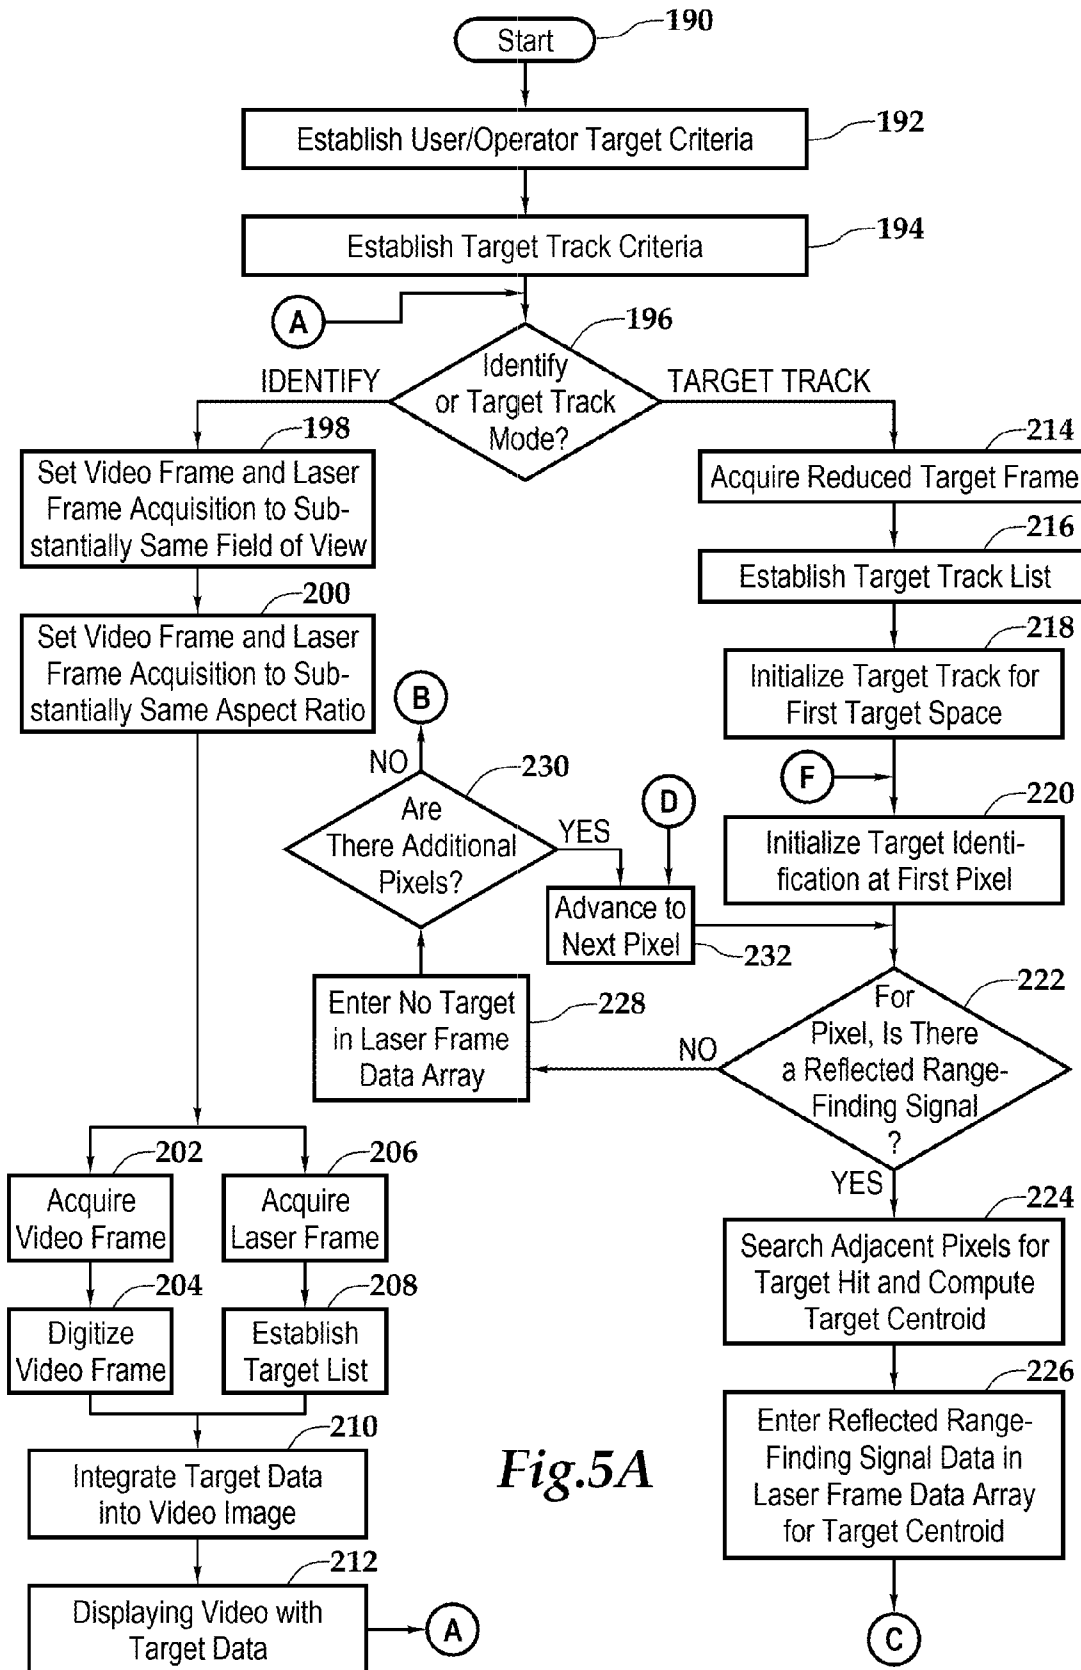 Start
190
192
Establish User/Operator Target Criteria
194
Establish Target Track Criteria
A
196
Identify
or Target Track
Mode?
IDENTIFY
TARGET TRACK
198
Set Video Frame and Laser
Frame Acquisition to Sub-
stantially Same Field of View
200
Set Video Frame and Laser
Frame Acquisition to Sub-
stantially Same Aspect Ratio
214
Acquire Reduced Target Frame
216
Establish Target Track List
218
Initialize Target Track for
First Target Space
F
220
Initialize Target Identi-
fication at First Pixel
B
NO
230
Are
There Additional
Pixels?
YES
D
Advance to
Next Pixel
232
222
For
Pixel, Is There
a Reflected Range-
Finding Signal
?
NO
YES
228
Enter No Target
in Laser Frame
Data Array
202
Acquire
Video Frame
206
Acquire
Laser Frame
204
Digitize
Video Frame
208
Establish
Target List
210
Integrate Target Data
into Video Image
212
Displaying Video with
Target Data
A
224
Search Adjacent Pixels for
Target Hit and Compute
Target Centroid
226
Enter Reflected Range-
Finding Signal Data in
Laser Frame Data Array
for Target Centroid
C
Fig.5A